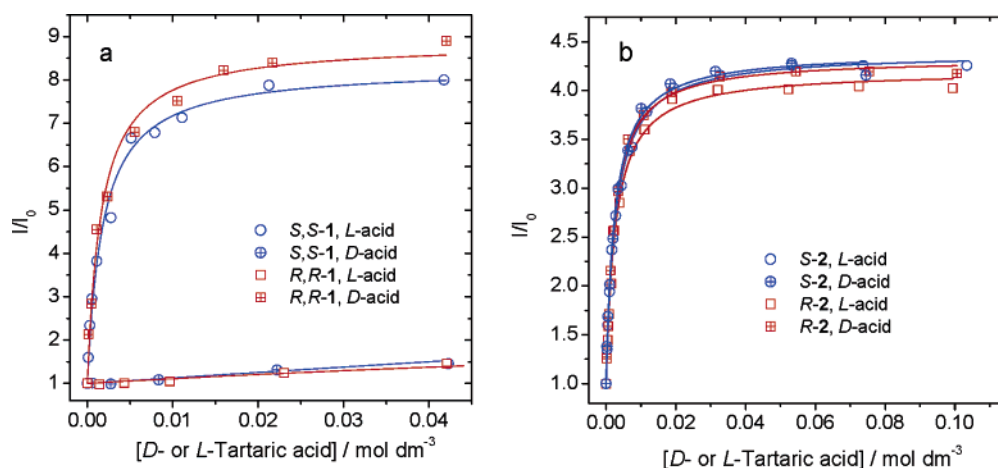 a
I/I₀
9
8
7
6
5
4
3
2
1
S,S-1, L-acid
S,S-1, D-acid
R,R-1, L-acid
R,R-1, D-acid
0.00 0.01 0.02 0.03 0.04
[D- or L-Tartaric acid] / mol dm⁻³
b
I/I₀
4.5
4.0
3.5
3.0
2.5
2.0
1.5
1.0
S-2, L-acid
S-2, D-acid
R-2, L-acid
R-2, D-acid
0.00 0.02 0.04 0.06 0.08 0.10
[D- or L-Tartaric acid] / mol dm⁻³